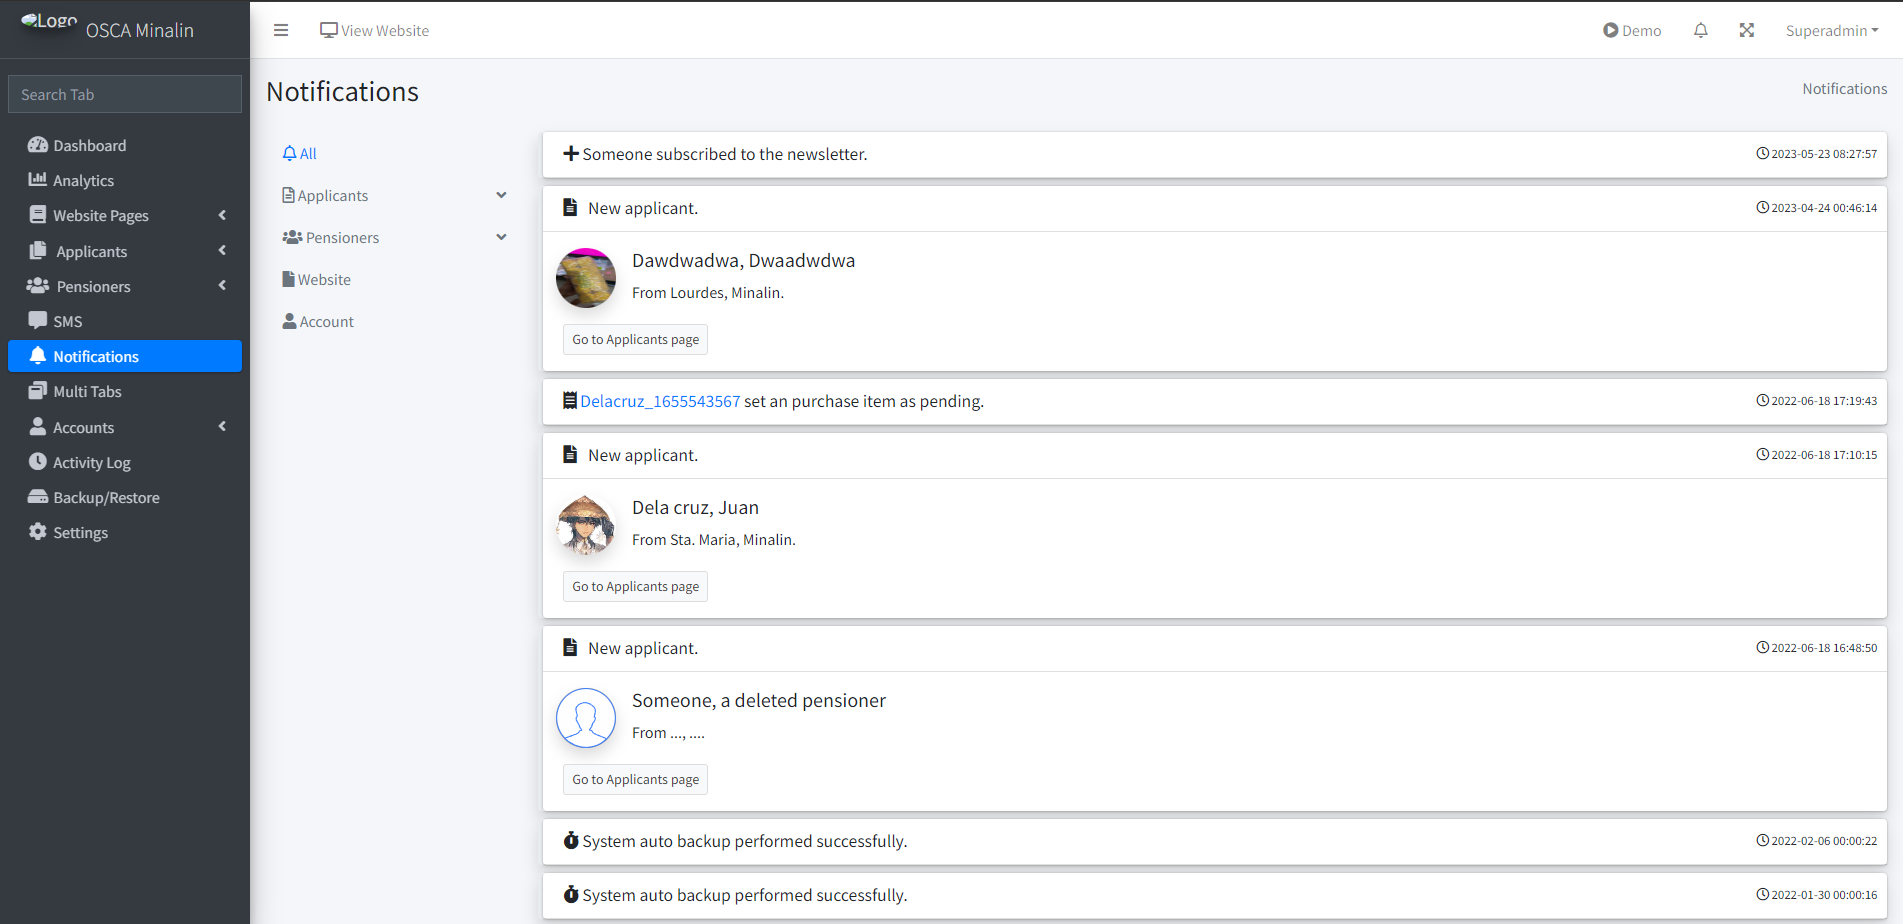 Logo
OSCA Minalin
View Website
Demo
Superadmin
Search Tab
Dashboard
Analytics
Website Pages
Applicants
Pensioners
SMS
Notifications
Multi Tabs
Accounts
Activity Log
Backup/Restore
Settings
Notifications
Notifications
All
Applicants
Pensioners
Website
Account
Someone subscribed to the newsletter.
2023-05-23 08:27:57
New applicant.
2023-04-24 00:46:14
Dawdwadwa, Dwaadwdwa
From Lourdes, Minalin.
Go to Applicants page
Delacruz_1655543567 set an purchase item as pending.
2022-06-18 17:19:43
New applicant.
2022-06-18 17:10:15
Dela cruz, Juan
From Sta. Maria, Minalin.
Go to Applicants page
New applicant.
2022-06-18 16:48:50
Someone, a deleted pensioner
From ..., ....
Go to Applicants page
System auto backup performed successfully.
2022-02-06 00:00:22
System auto backup performed successfully.
2022-01-30 00:00:16